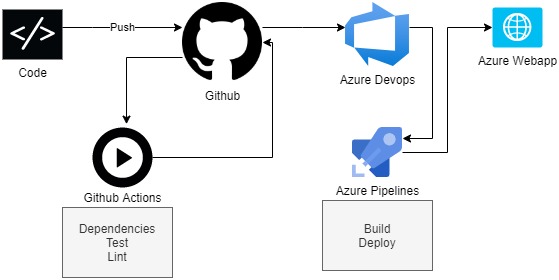 </>
Push
Code
Github
Azure Devops
Azure Webapp
Github Actions
Azure Pipelines
Dependencies
Test
Lint
Build
Deploy